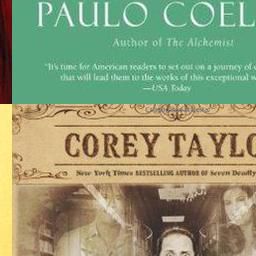 PAULO COEL
Author of The Alchemist
"It's time for American readers to set out on a journey of
that will lead them to the works of this exceptional w
—USA Today
COREY TAYLO
New York Times BESTSELLING AUTHOR OF Seven Deadly